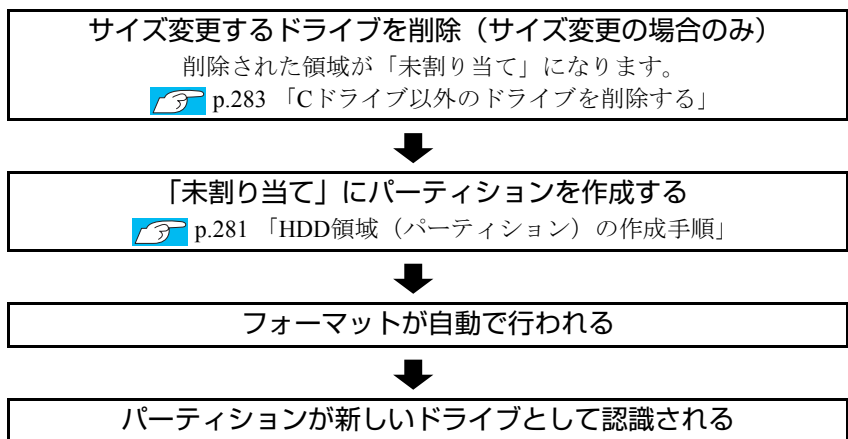 サイズ変更するドライブを削除（サイズ変更の場合のみ）
削除された領域が「未割り当て」になります。
p.283 「Cドライブ以外のドライブを削除する」
「未割り当て」にパーティションを作成する
p.281 「HDD領域（パーティション）の作成手順」
フォーマットが自動で行われる
パーティションが新しいドライブとして認識される